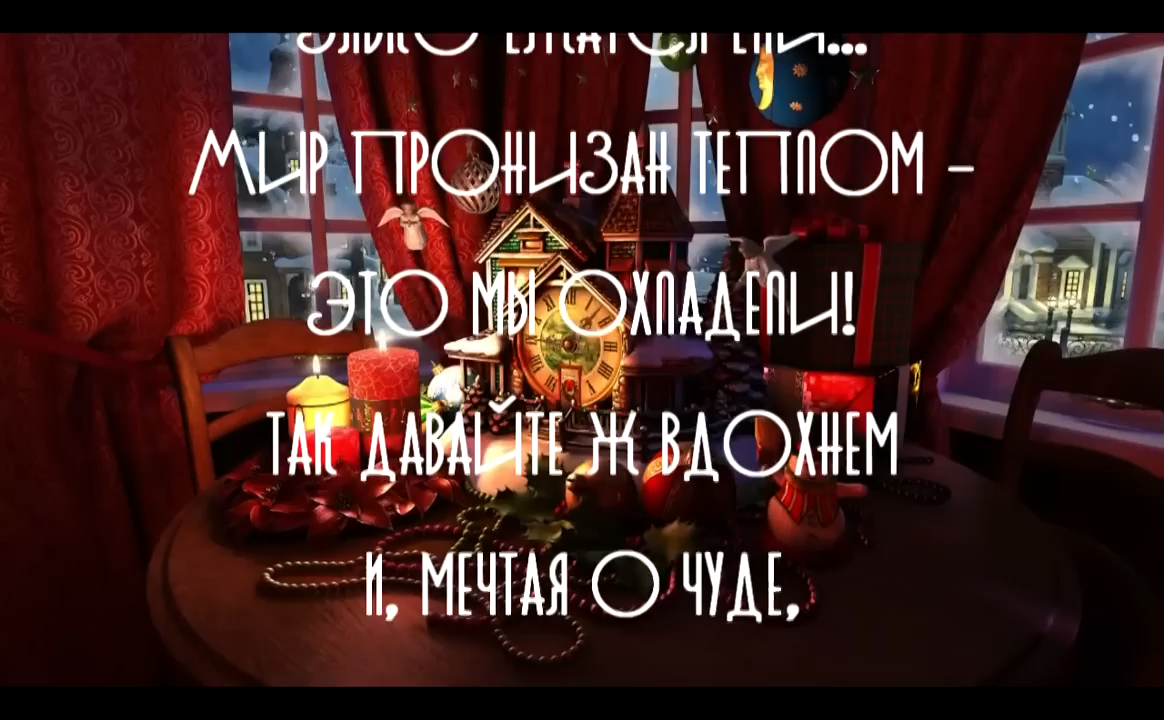 МИР ПРОНИЗАН ТЕПЛОМ –
ЭТО МЫ ОХЛАДЕЛИ!
ТАК ДАВАЙТЕ Ж ВДОХНЕМ
И, МЕЧТАЯ О ЧУДЕ,